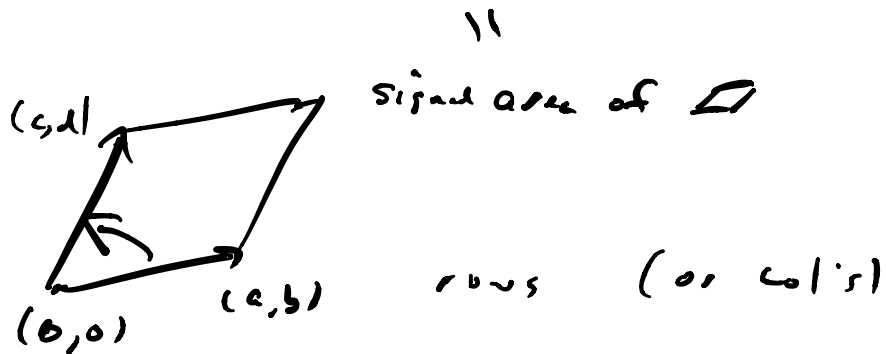 ||
signed area of ▱
(c,d)
(a,b) rows (or col's)
(0,0)